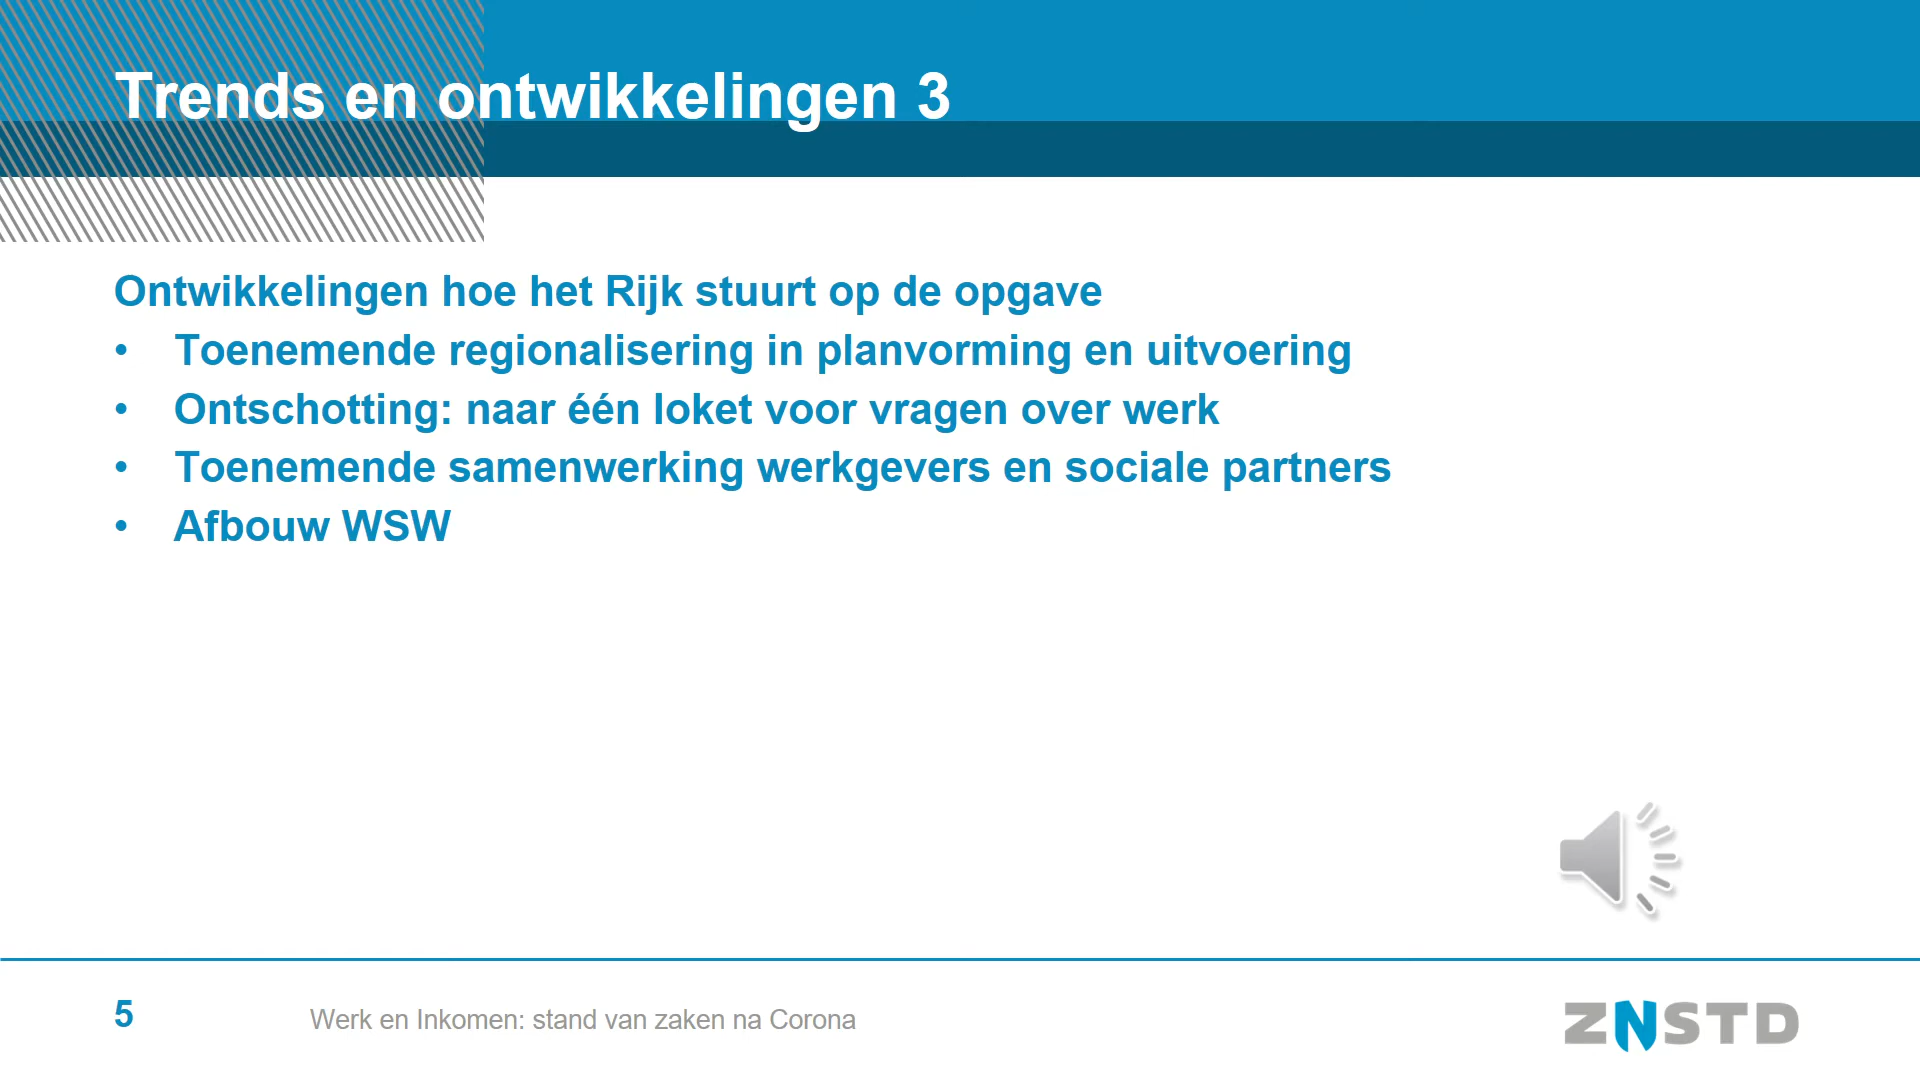 Trends en ontwikkelingen 3
Ontwikkelingen hoe het Rijk stuurt op de opgave
• Toenemende regionalisering in planvorming en uitvoering
• Ontschotting: naar één loket voor vragen over werk
• Toenemende samenwerking werkgevers en sociale partners
• Afbouw WSW
5
Werk en Inkomen: stand van zaken na Corona
ZNSTD